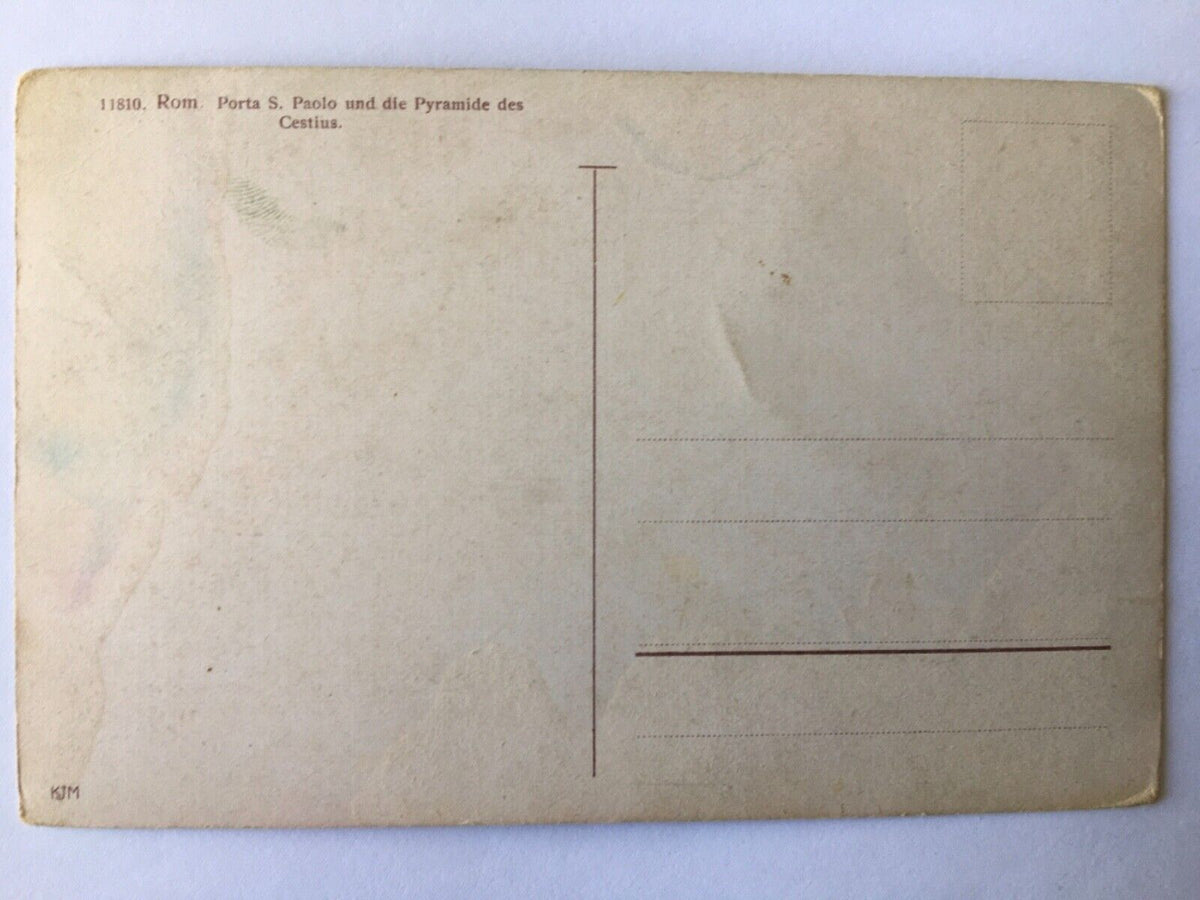 11810. Rom. Porta S. Paolo und die Pyramide des
Cestius.
KJM